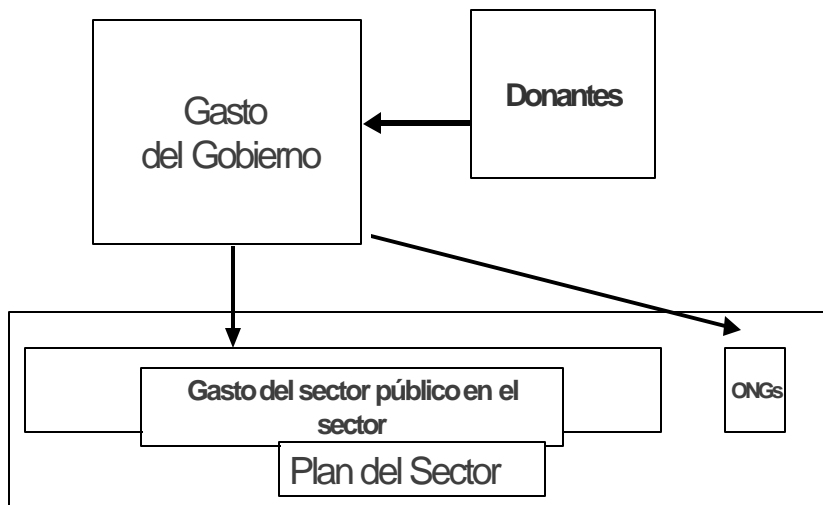 Gasto
del Gobierno
Donantes
Gasto del sector público en el
sector
ONGs
Plan del Sector